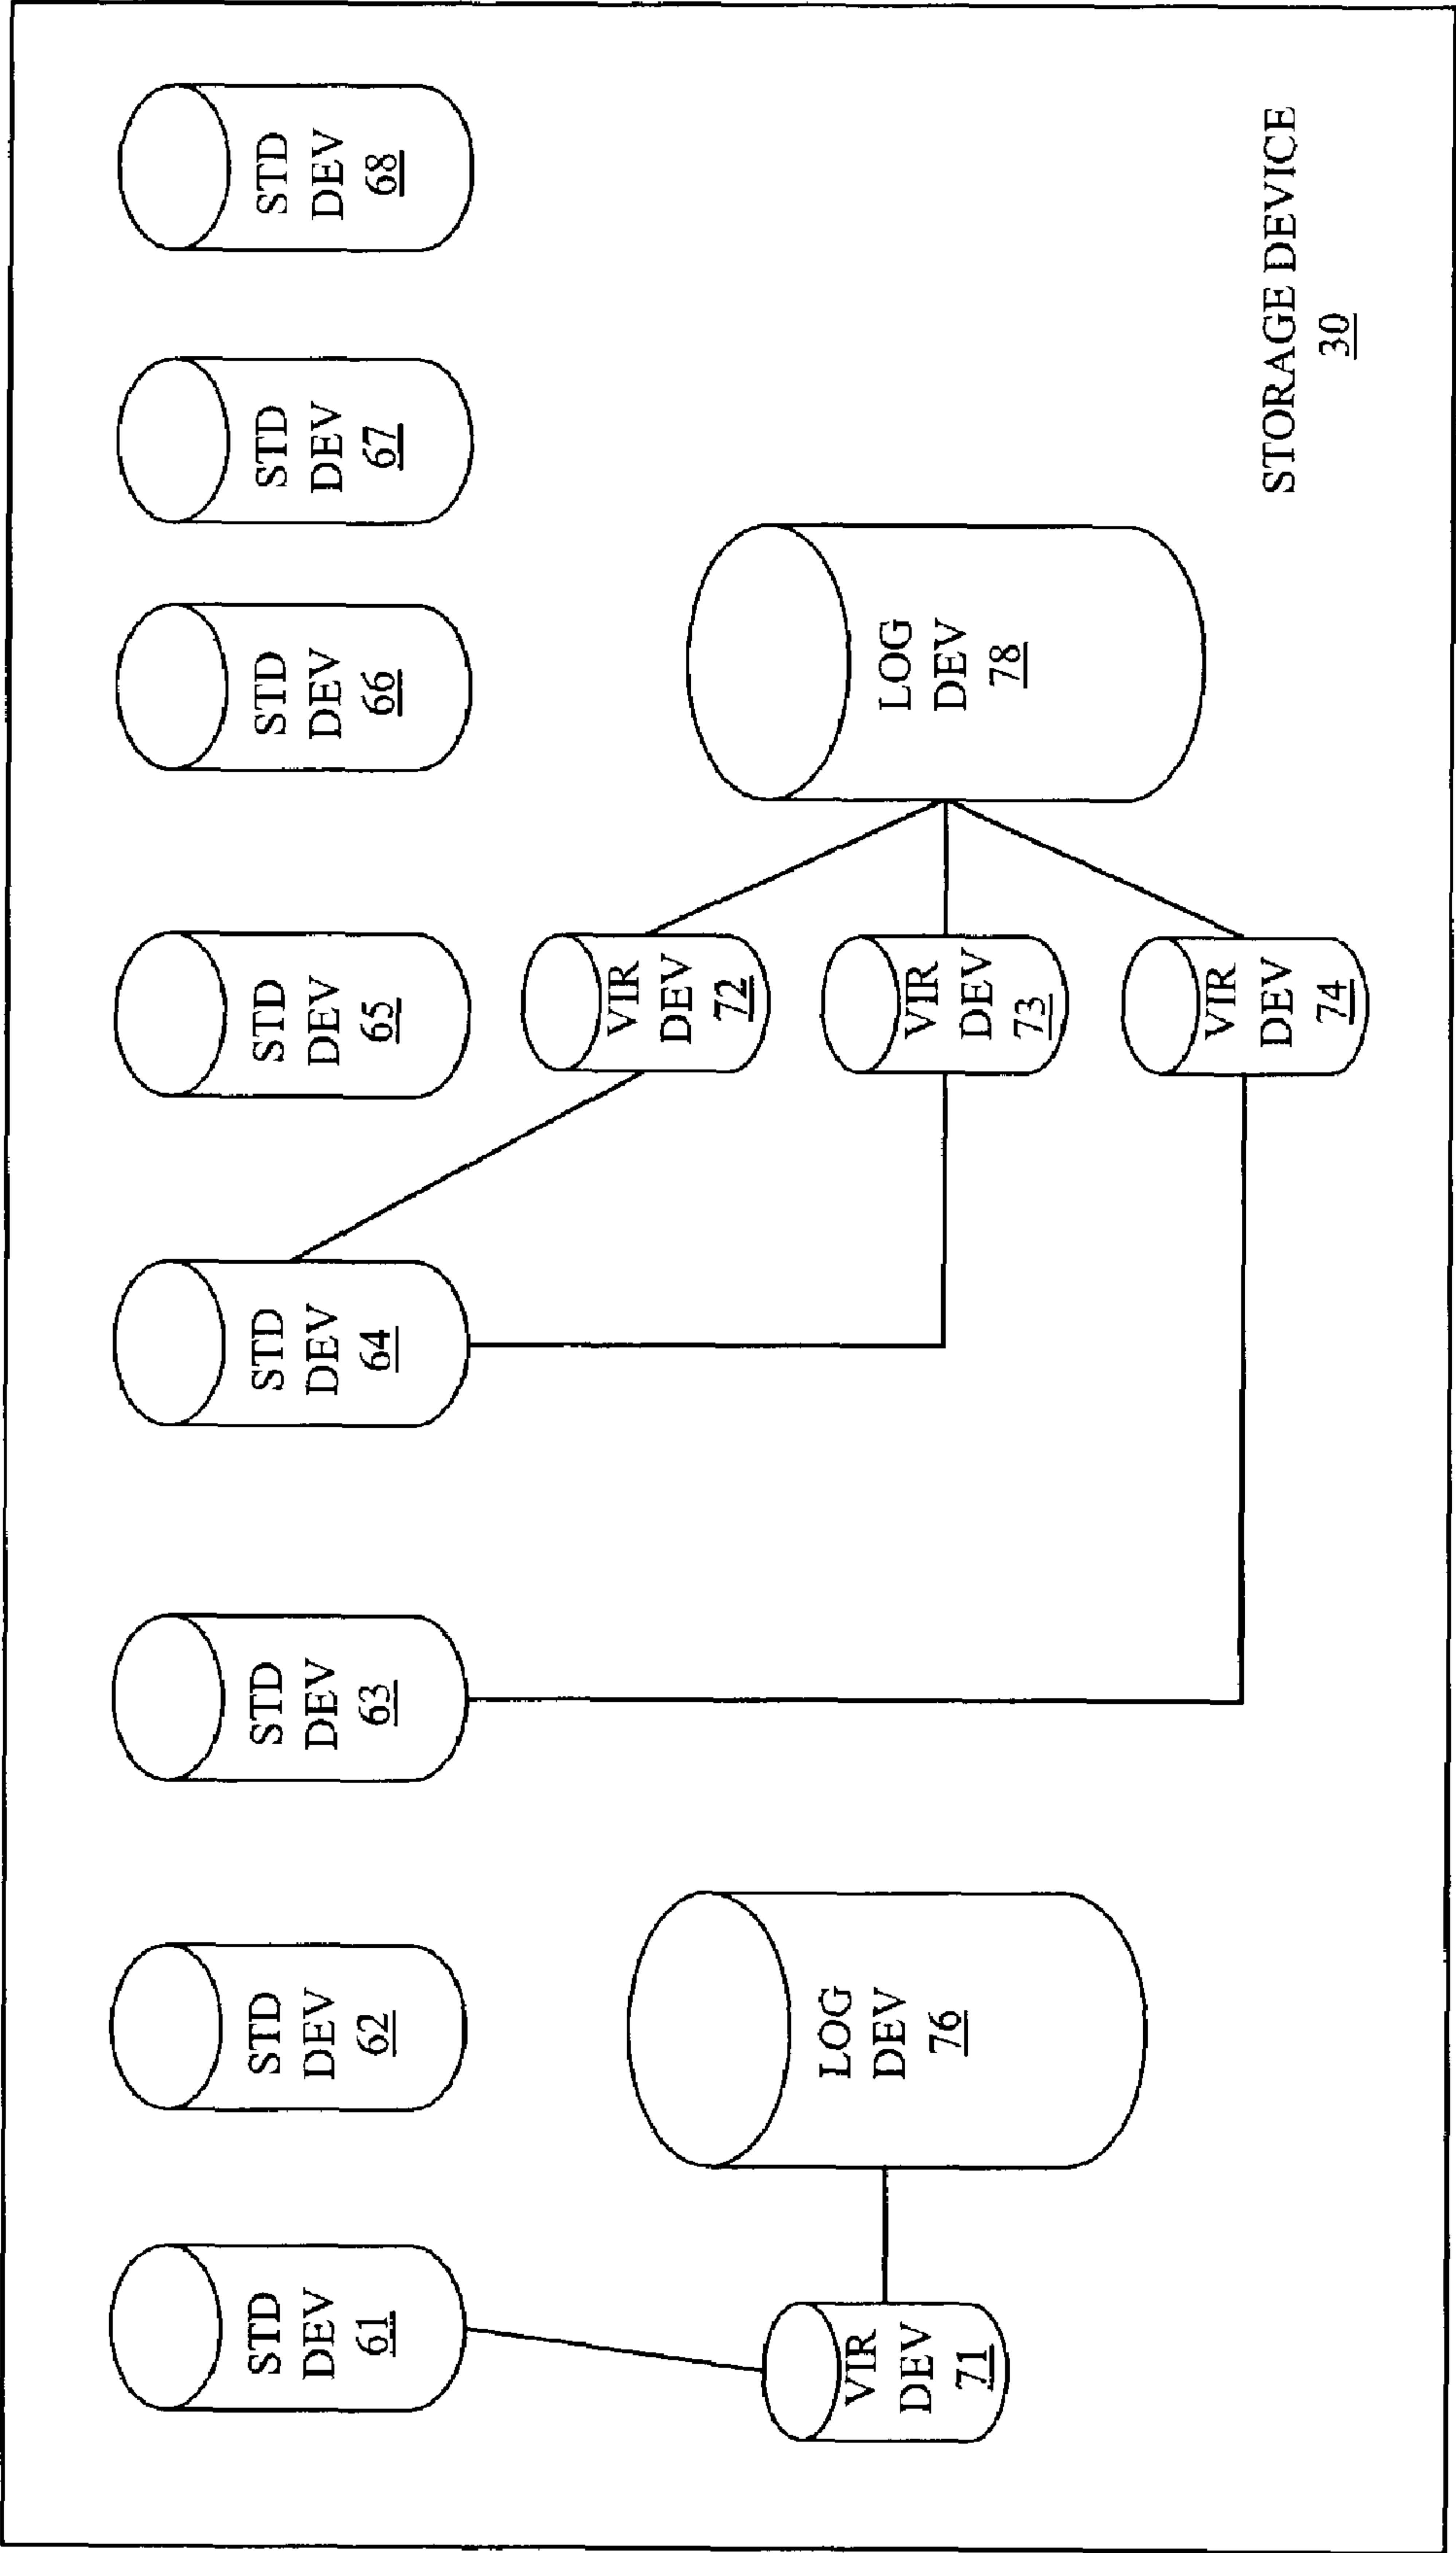 STD
DEV
61
STD
DEV
62
STD
DEV
63
STD
DEV
64
STD
DEV
65
STD
DEV
66
STD
DEV
67
STD
DEV
68
VIR
DEV
71
LOG
DEV
76
VIR
DEV
72
VIR
DEV
73
VIR
DEV
74
LOG
DEV
78
STORAGE DEVICE
30